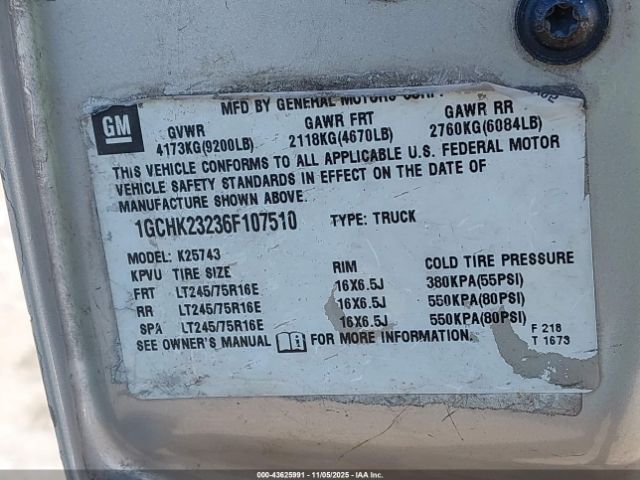 MFD BY GENERAL MOTORS CORP
GM
GVWR GAWR FRT GAWR RR
4173KG(9200LB) 2118KG(4670LB) 2760KG(6084LB)
THIS VEHICLE CONFORMS TO ALL APPLICABLE U.S. FEDERAL MOTOR
VEHICLE SAFETY STANDARDS IN EFFECT ON THE DATE OF
MANUFACTURE SHOWN ABOVE.
1GCHK23236F107510 TYPE: TRUCK
MODEL: K25743
KPVU TIRE SIZE RIM COLD TIRE PRESSURE
FRT LT245/75R16E 16X6.5J 380KPA(55PSI)
RR LT245/75R16E 16X6.5J 550KPA(80PSI)
SPA LT245/75R16E 16X6.5J 550KPA(80PSI)
SEE OWNER'S MANUAL FOR MORE INFORMATION.
F 218
T 1673
000-43625991 - 11/05/2025 - IAAI. Copyright